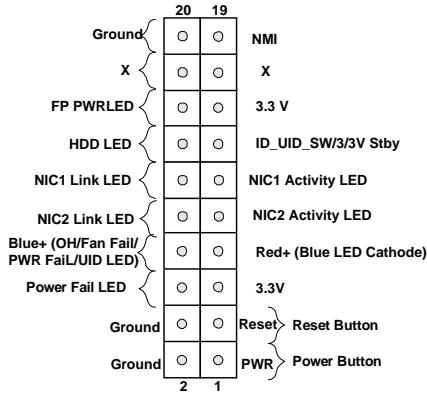 20 19
Ground NMI
X X
FP PWRLED 3.3 V
HDD LED ID_UID_SW/3/3V Stby
NIC1 Link LED NIC1 Activity LED
NIC2 Link LED NIC2 Activity LED
Blue+ (OH/Fan Fail/
PWR FaiL/UID LED) Red+ (Blue LED Cathode)
Power Fail LED 3.3V
Ground Reset Reset Button
Ground PWR Power Button
2 1